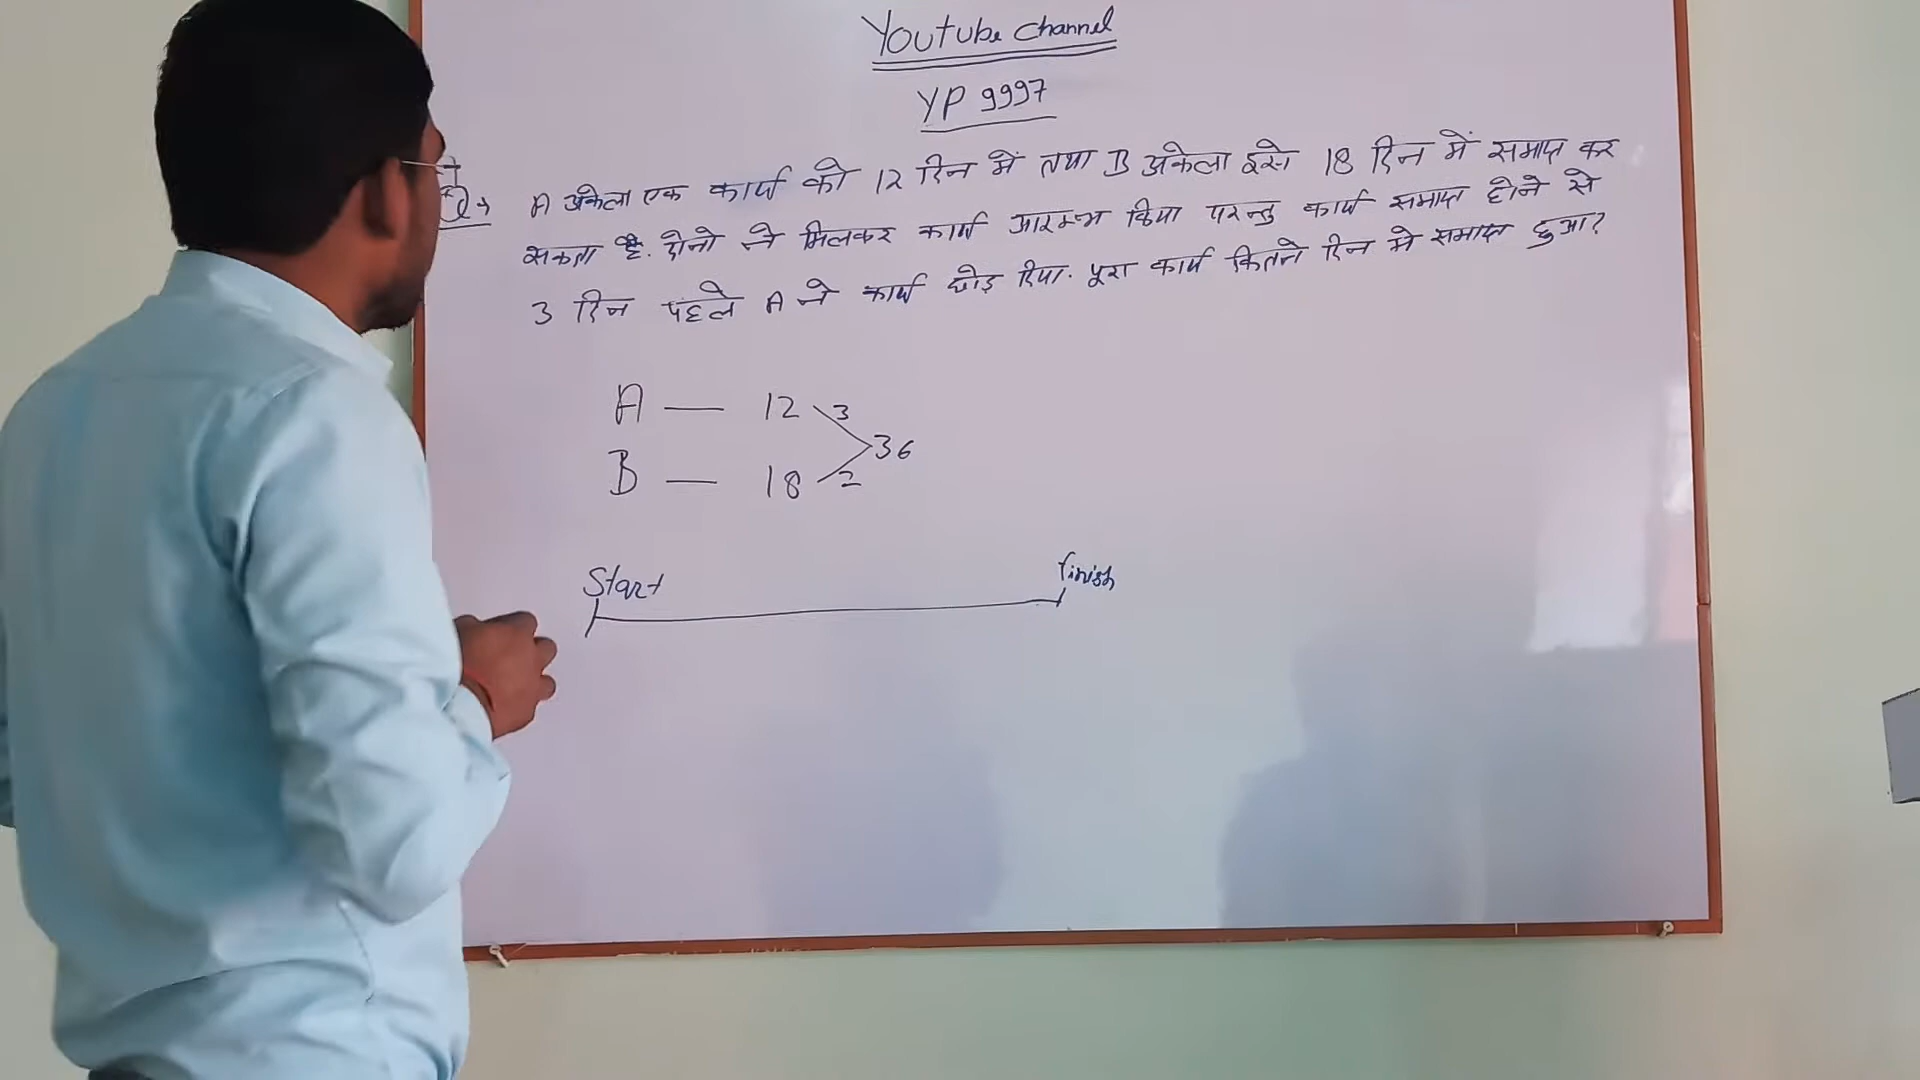 Youtube Channel
YP 9997
Q→ A अकेला एक कार्य को 12 दिन में तथा B अकेला इसे 18 दिन में समाप्त कर
सकता है. दोनो ने मिलकर कार्य आरम्भ किया परन्तु कार्य समाप्त होने से
3 दिन पहले A ने कार्य छोड़ दिया. पूरा कार्य कितने दिन मे समाप्त हुआ?
A — 12 3
36
B — 18 2
Start finish